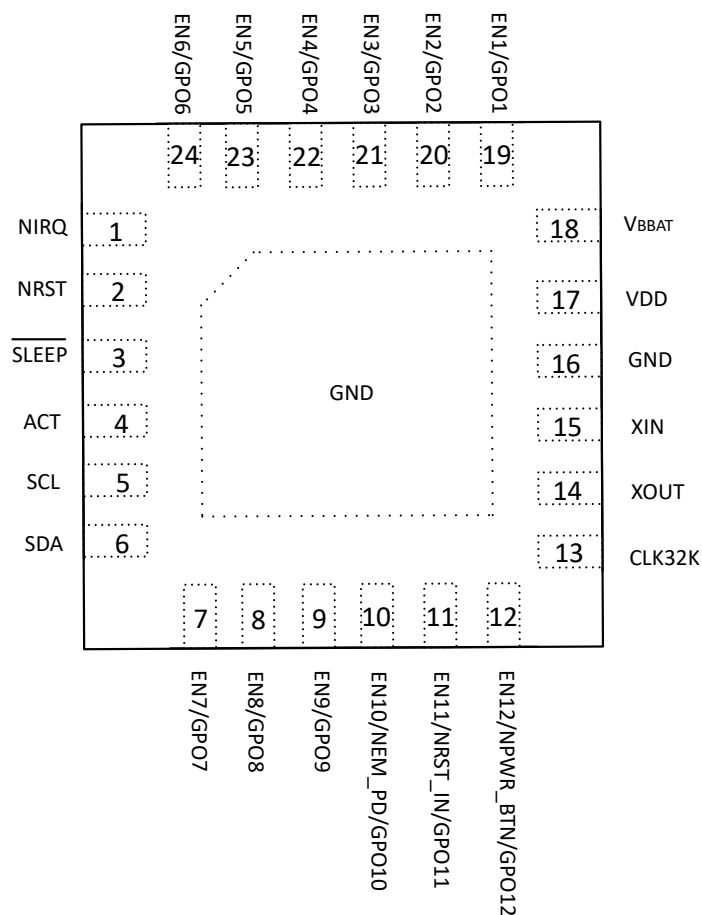 EN6/GPO6
EN5/GPO5
EN4/GPO4
EN3/GPO3
EN2/GPO2
EN1/GPO1
24
23
22
21
20
19
NIRQ
1
18
VBBAT
NRST
2
17
VDD
SLEEP
3
16
GND
GND
ACT
4
15
XIN
SCL
5
14
XOUT
SDA
6
13
CLK32K
7
8
9
10
11
12
EN7/GPO7
EN8/GPO8
EN9/GPO9
EN10/NEM_PD/GPO10
EN11/NRST_IN/GPO11
EN12/NPWR_BTN/GPO12